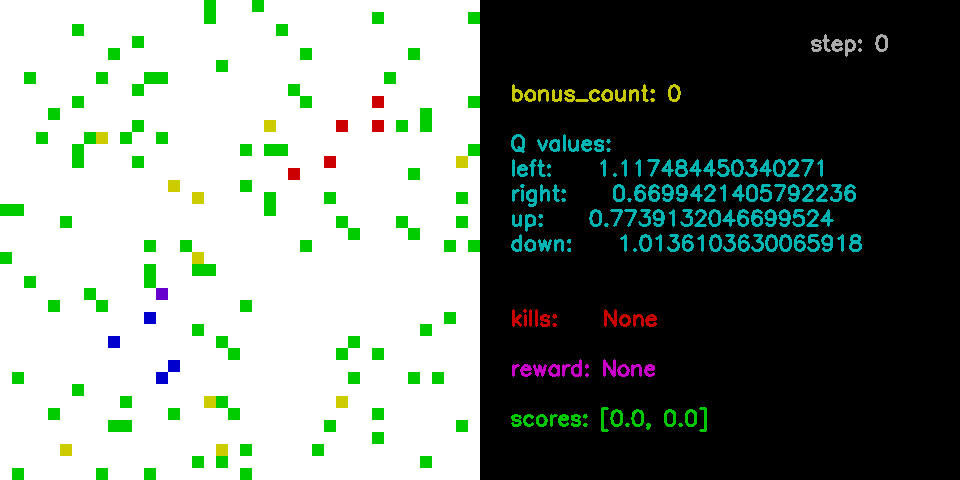 step: 0
bonus_count: 0
Q values:
left: 1.117484450340271
right: 0.6699421405792236
up: 0.7739132046699524
down: 1.0136103630065918
kills: None
reward: None
scores: [0.0, 0.0]